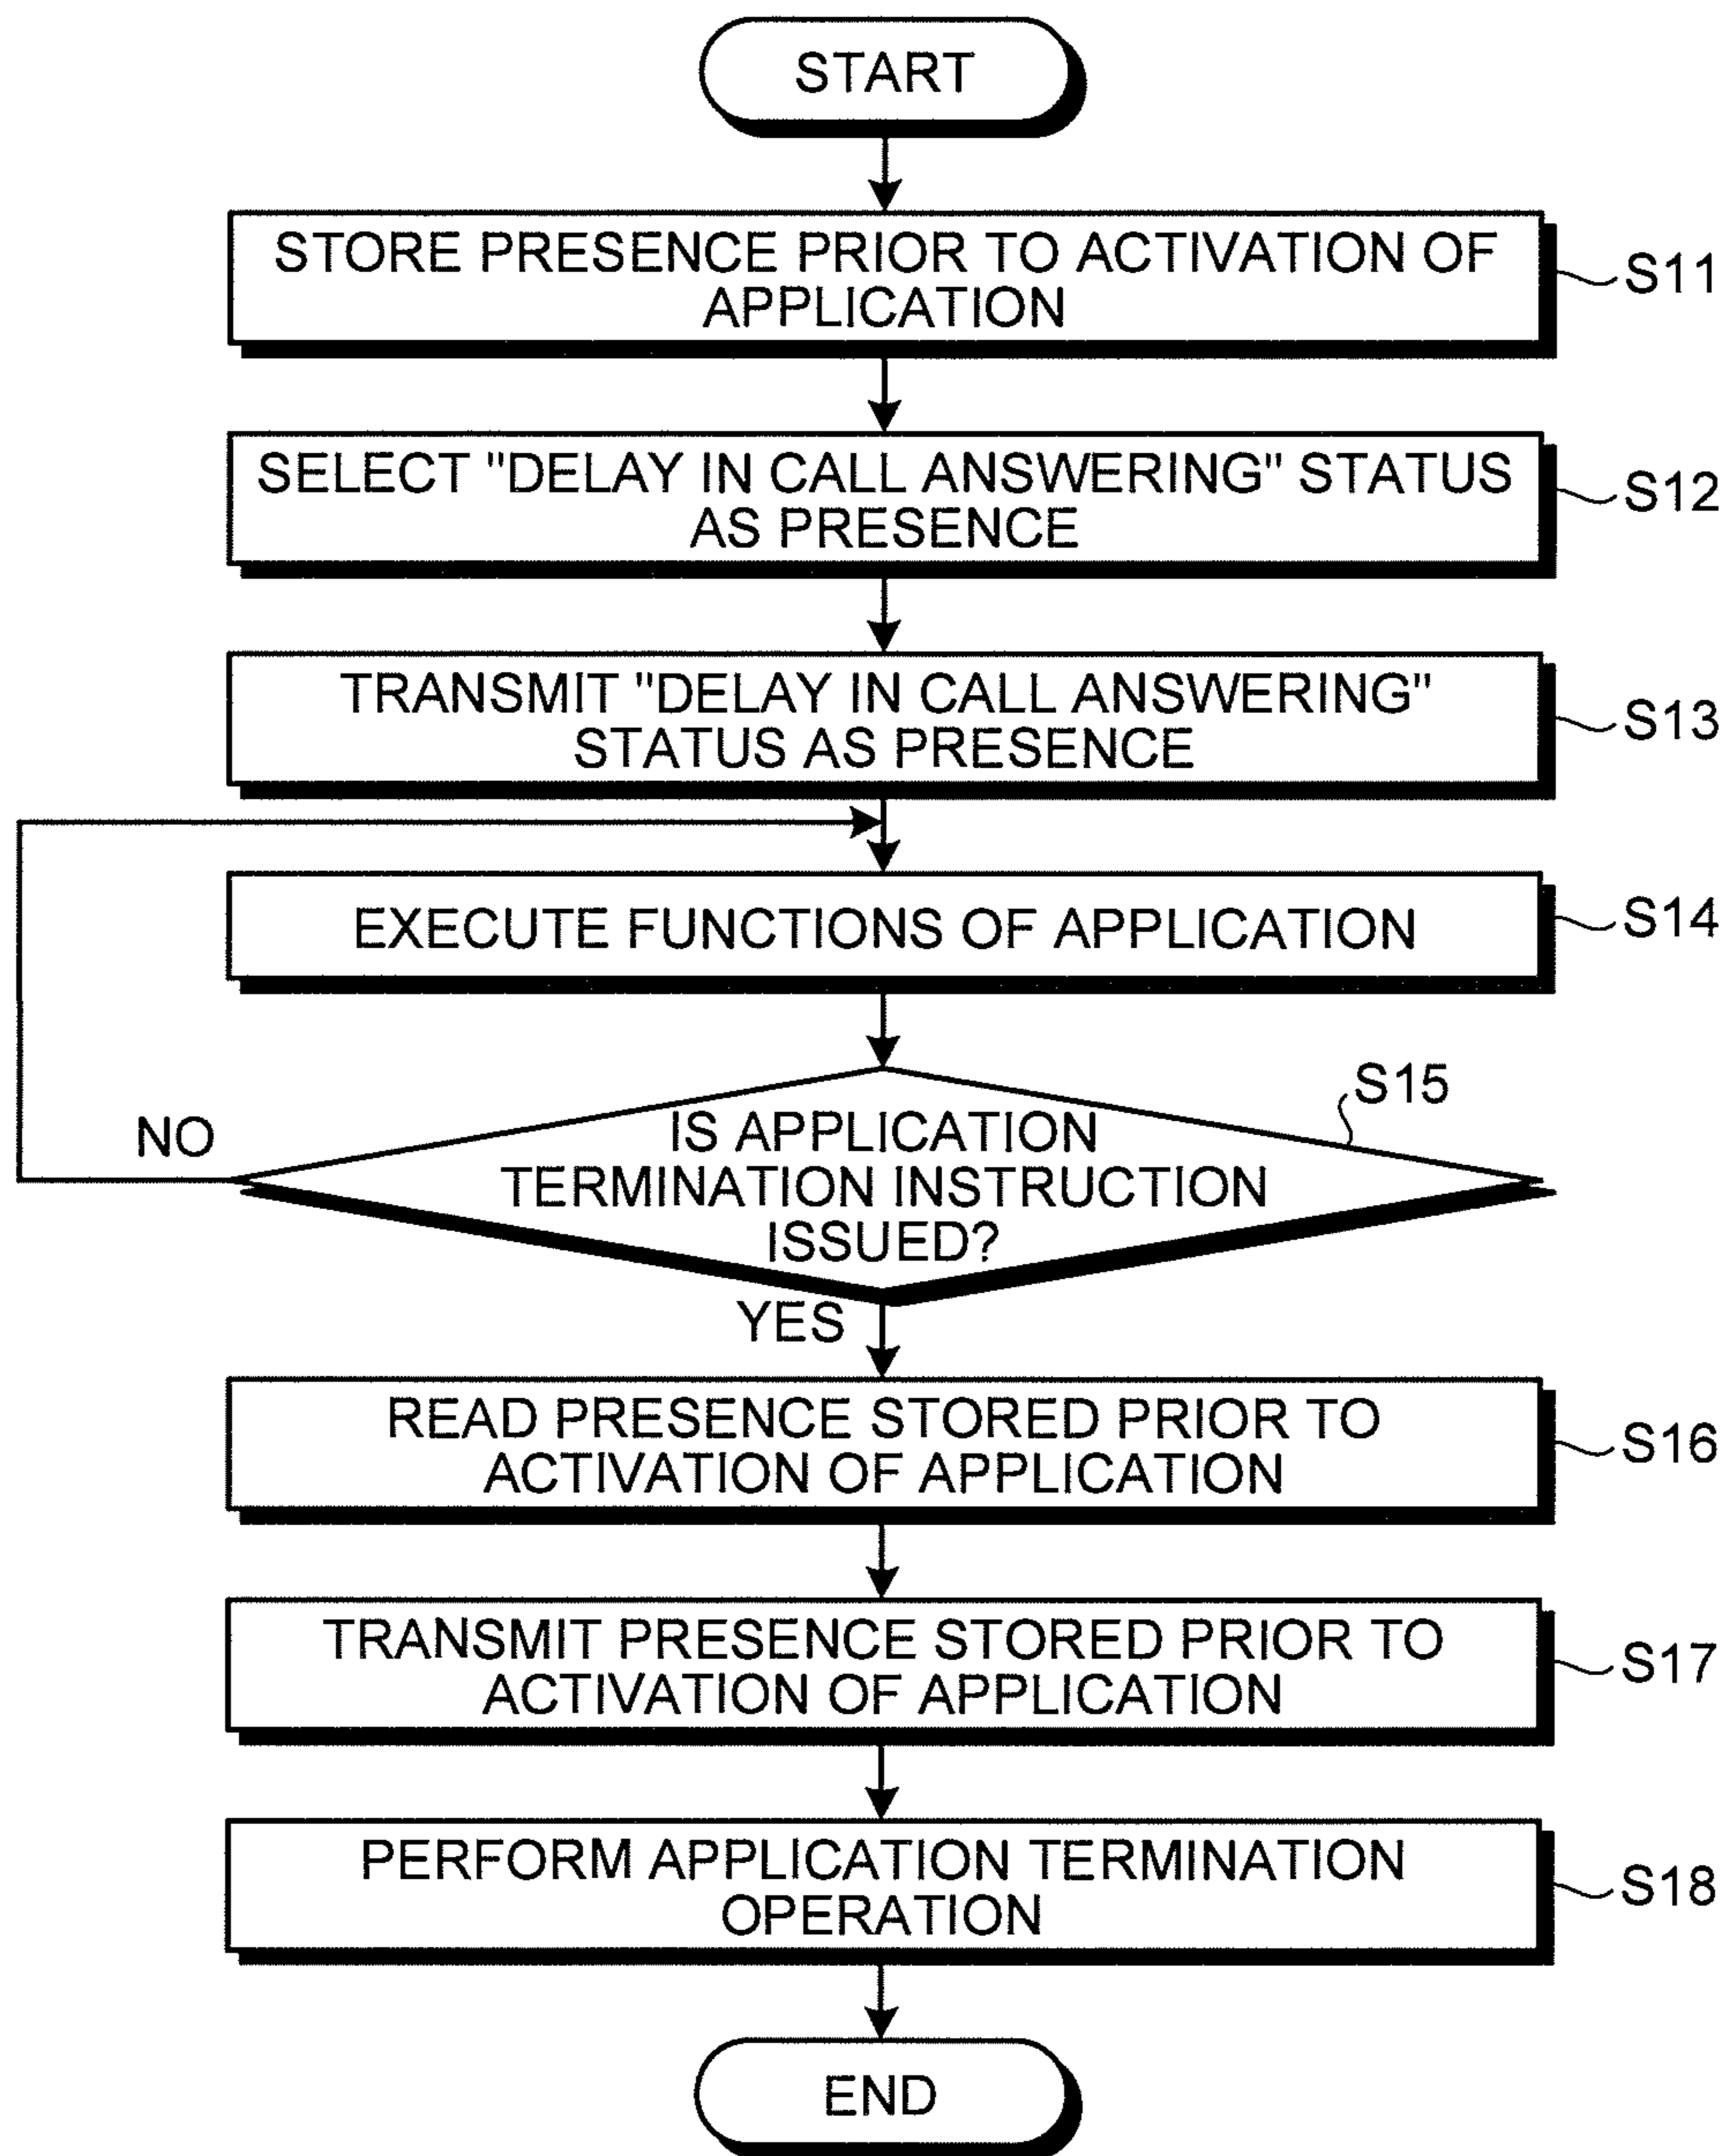 START
STORE PRESENCE PRIOR TO ACTIVATION OF
APPLICATION
S11
SELECT "DELAY IN CALL ANSWERING" STATUS
AS PRESENCE
S12
TRANSMIT "DELAY IN CALL ANSWERING"
STATUS AS PRESENCE
S13
EXECUTE FUNCTIONS OF APPLICATION
S14
S15
NO
IS APPLICATION
TERMINATION INSTRUCTION
ISSUED?
YES
READ PRESENCE STORED PRIOR TO
ACTIVATION OF APPLICATION
S16
TRANSMIT PRESENCE STORED PRIOR TO
ACTIVATION OF APPLICATION
S17
PERFORM APPLICATION TERMINATION
OPERATION
S18
END